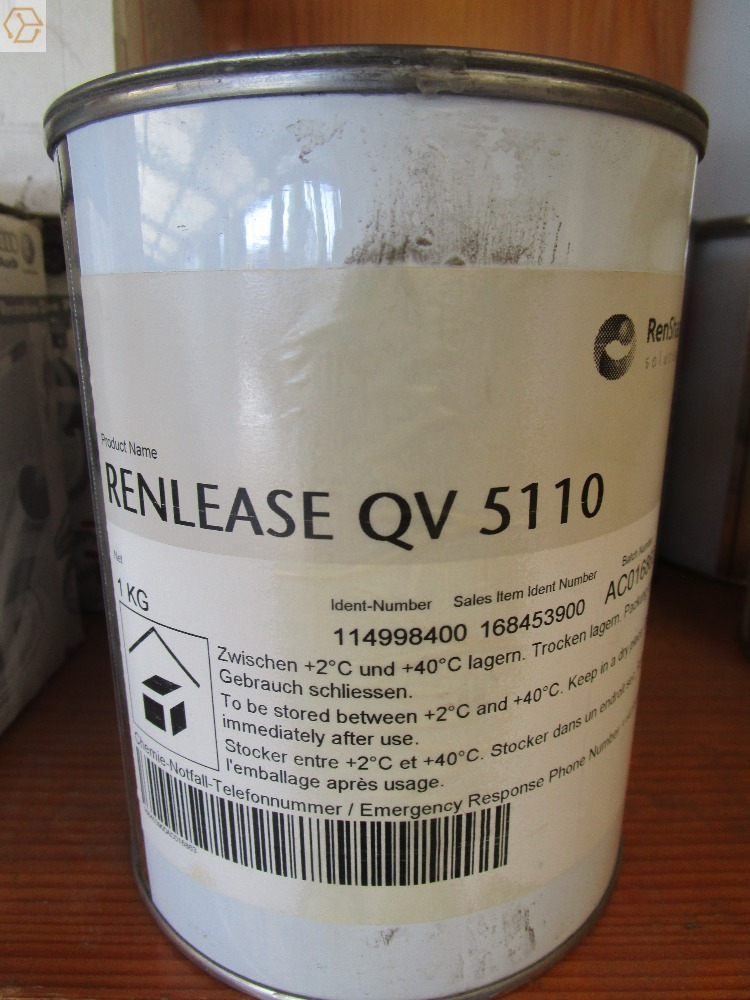 Product Name
RENLEASE QV 5110
Net
1 KG
Ident-Number
Sales Item Ident Number
Batch
114998400
168453900
Zwischen +2°C und +40°C lagern. Trocken lagern.
Gebrauch schliessen.
To be stored between +2°C and +40°C. Keep in a dry
immediately after use.
Stocker entre +2°C et +40°C. Stocker dans un endroit
l'emballage après usage.
Chemie-Notfall-Telefonnummer / Emergency Response Phone Number